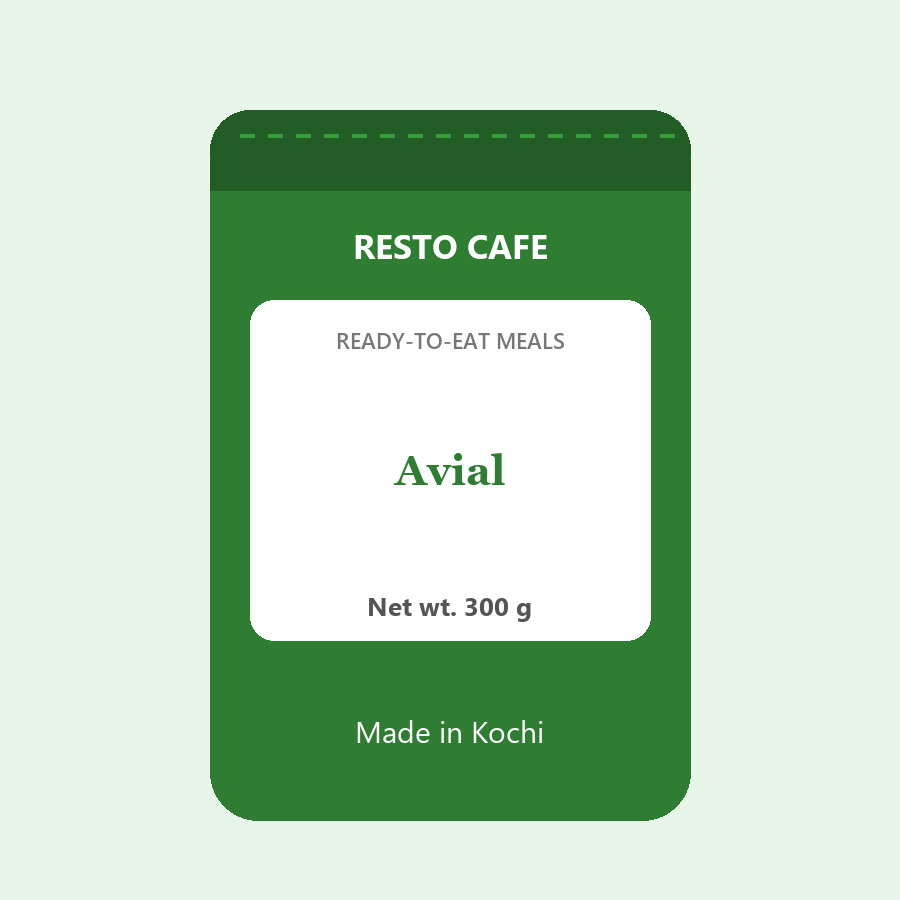 RESTO CAFE
READY-TO-EAT MEALS
Avial
Net wt. 300 g
Made in Kochi